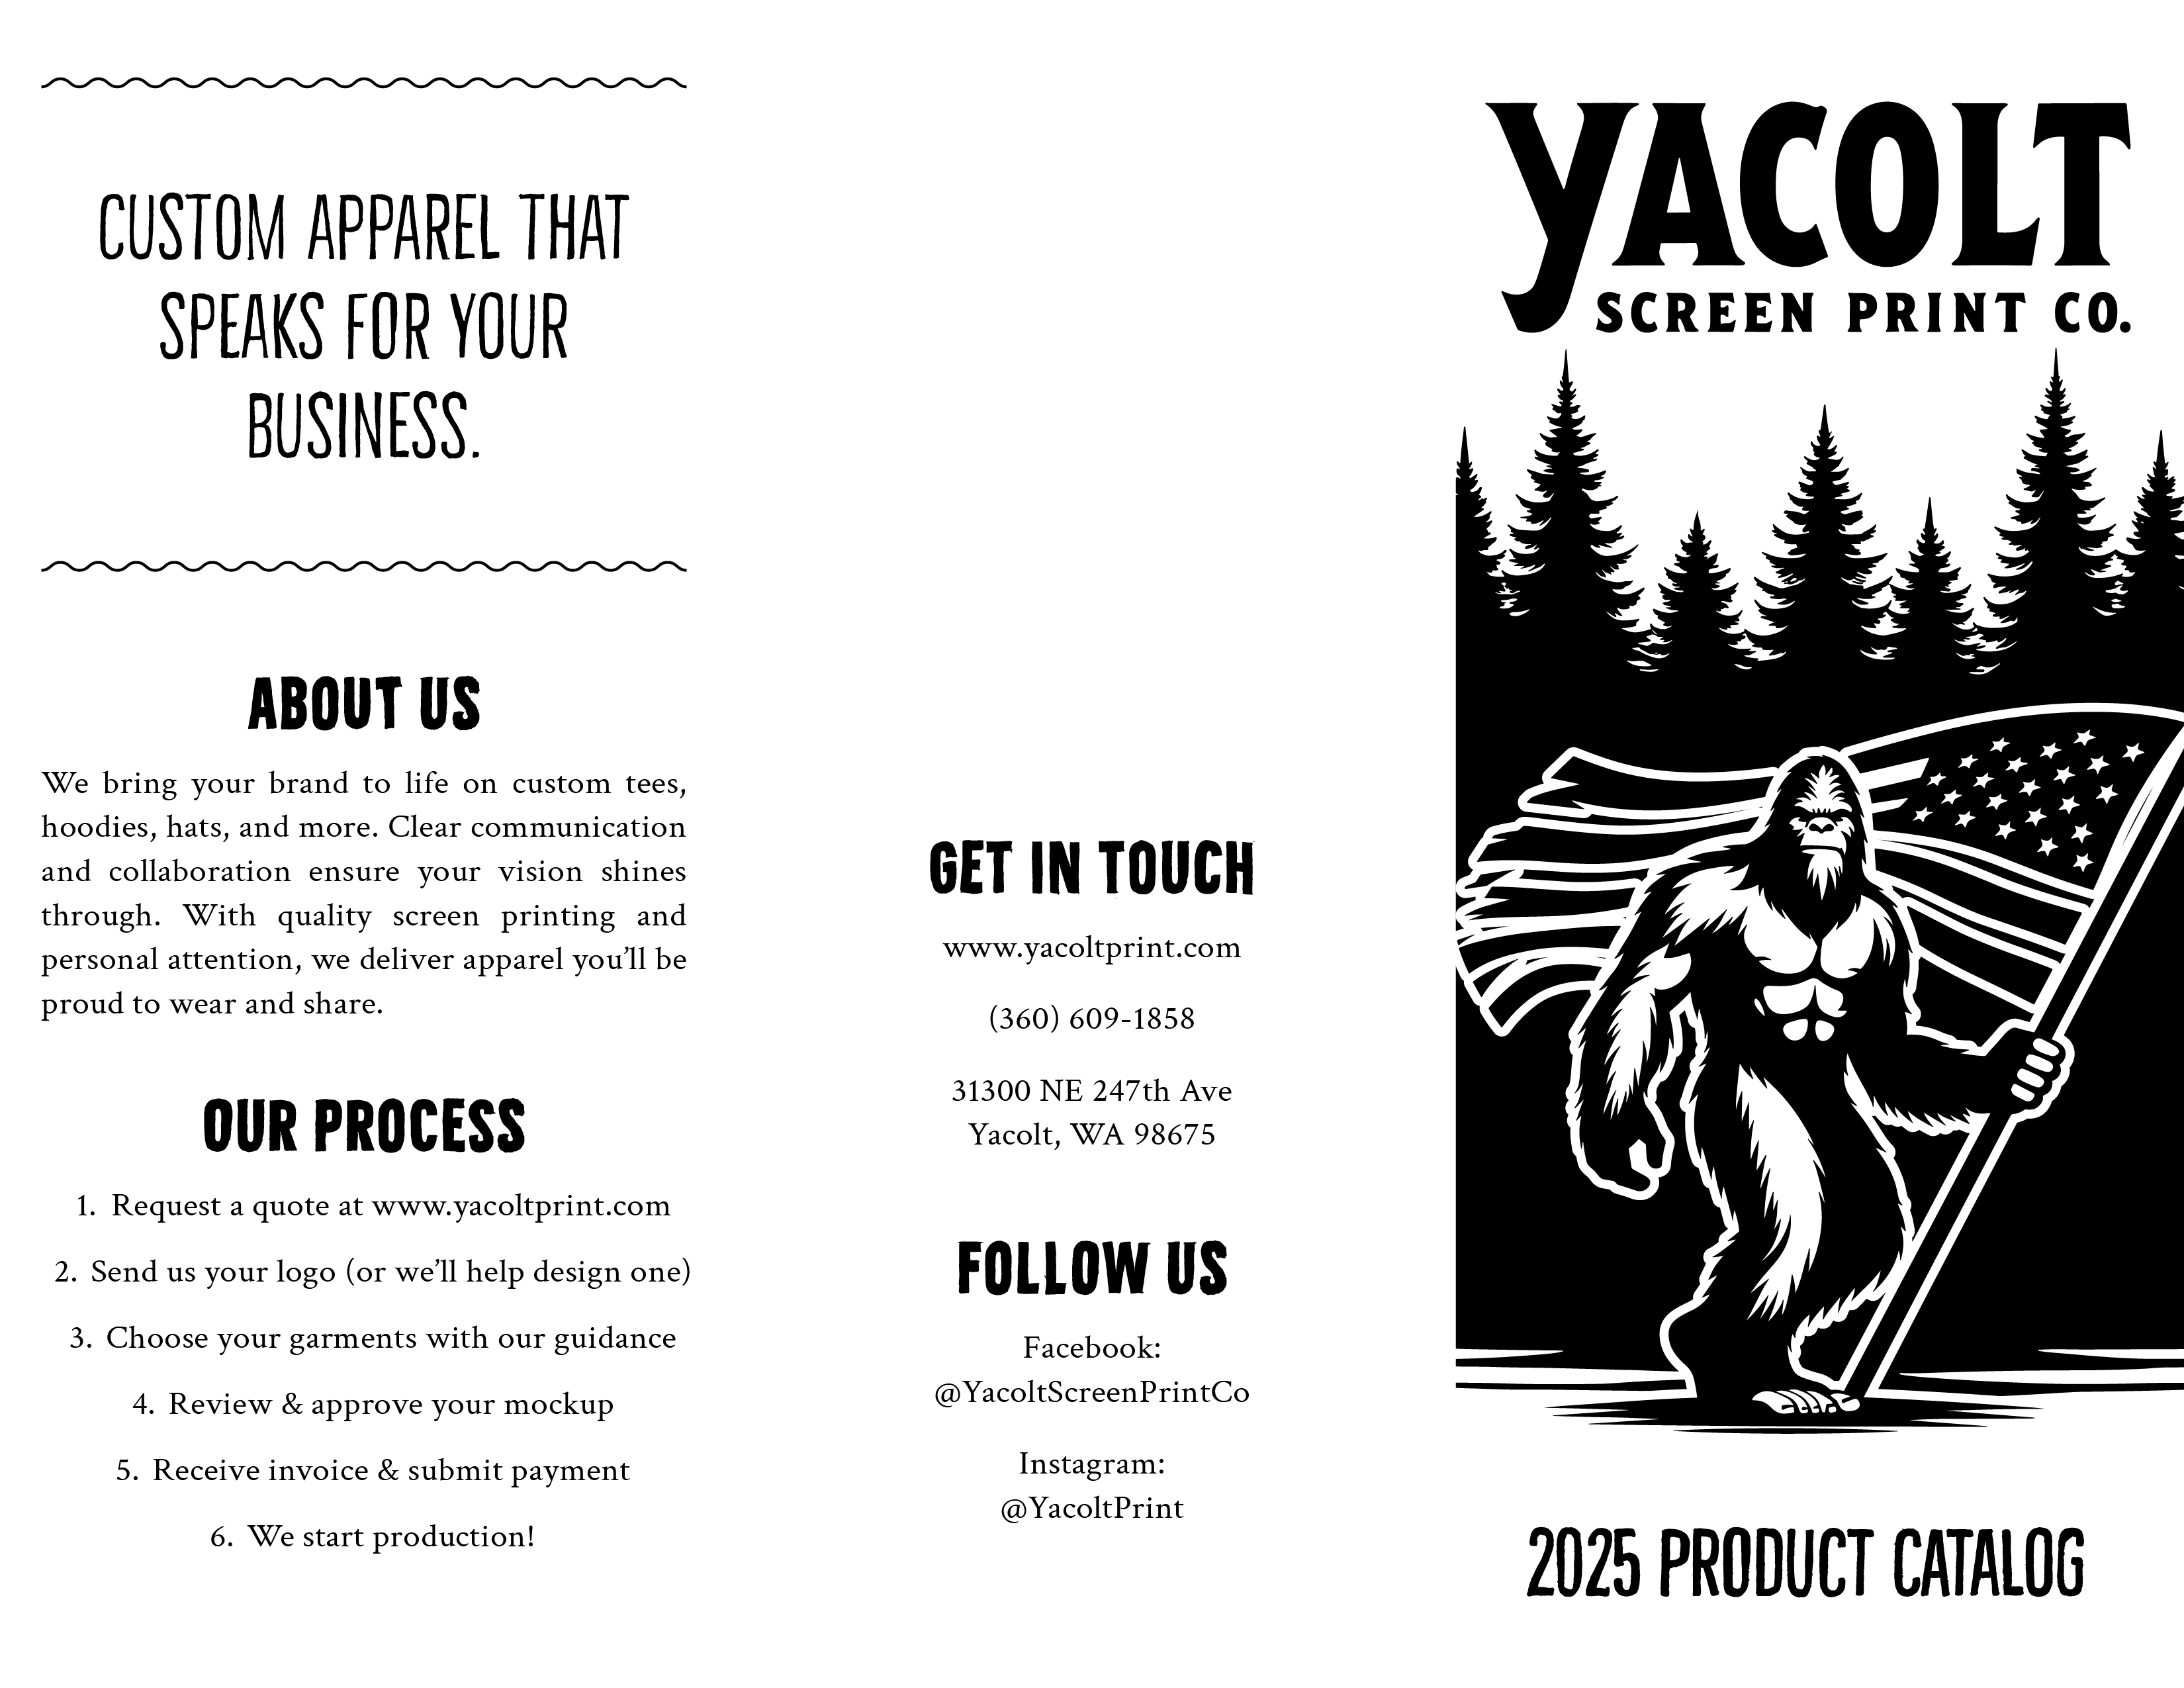 CUSTOM APPAREL THAT
SPEAKS FOR YOUR
BUSINESS.
ABOUT US
We bring your brand to life on custom tees,
hoodies, hats, and more. Clear communication
and collaboration ensure your vision shines
through. With quality screen printing and
personal attention, we deliver apparel you’ll be
proud to wear and share.
OUR PROCESS
1. Request a quote at www.yacoltprint.com
2. Send us your logo (or we’ll help design one)
3. Choose your garments with our guidance
4. Review & approve your mockup
5. Receive invoice & submit payment
6. We start production!
GET IN TOUCH
www.yacoltprint.com
(360) 609-1858
31300 NE 247th Ave
Yacolt, WA 98675
FOLLOW US
Facebook:
@YacoltScreenPrintCo
Instagram:
@YacoltPrint
YACOLT
SCREEN PRINT CO.
2025 PRODUCT CATALOG